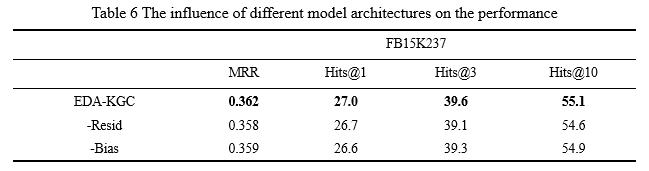 Table 6 The influence of different model architectures on the performance
FB15K237
MRR Hits@1 Hits@3 Hits@10
EDA-KGC 0.362 27.0 39.6 55.1
-Resid 0.358 26.7 39.1 54.6
-Bias 0.359 26.6 39.3 54.9